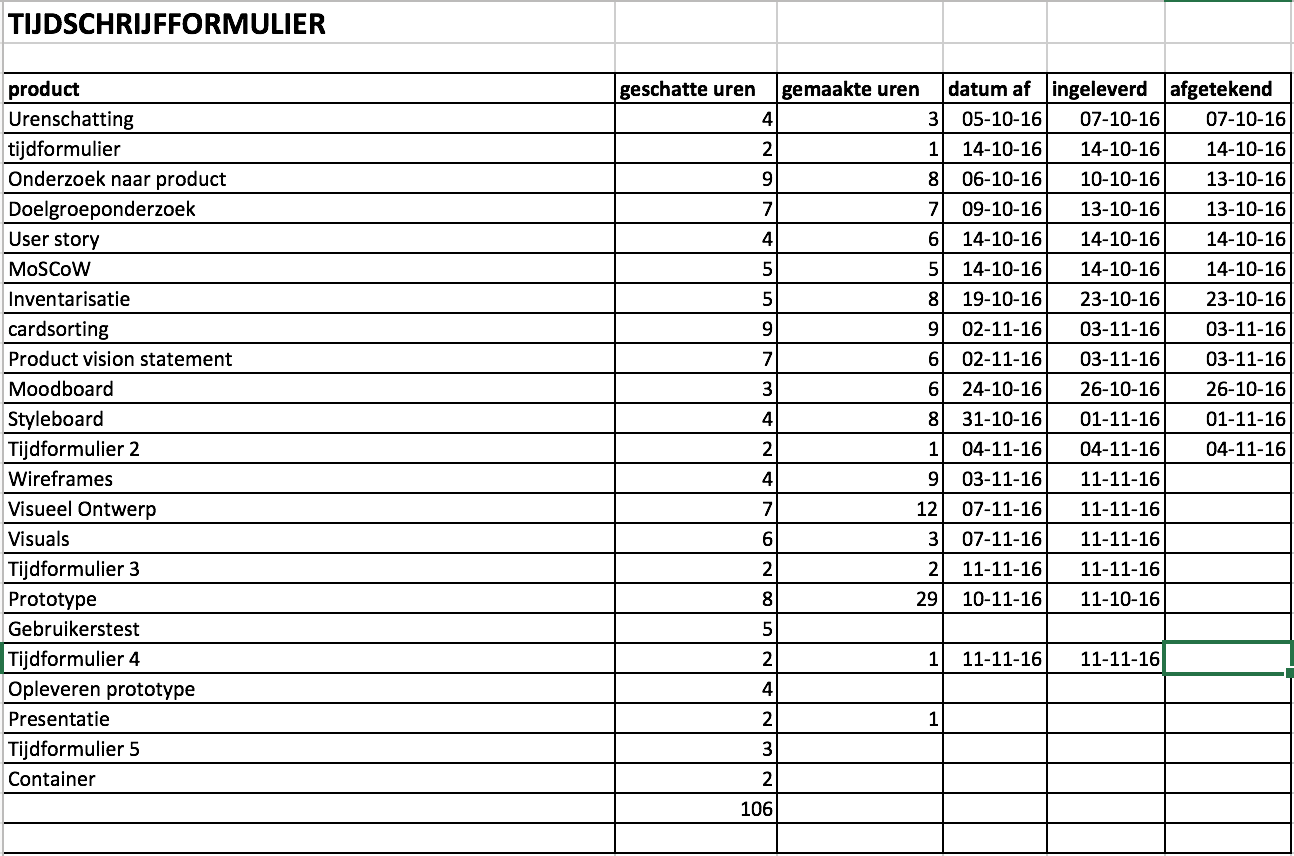 TIJDSCHRIJFFORMULIER
product geschatte uren gemaakte uren datum af ingeleverd afgetekend
Urenschatting 4 3 05-10-16 07-10-16 07-10-16
tijdformulier 2 1 14-10-16 14-10-16 14-10-16
Onderzoek naar product 9 8 06-10-16 10-10-16 13-10-16
Doelgroeponderzoek 7 7 09-10-16 13-10-16 13-10-16
User story 4 6 14-10-16 14-10-16 14-10-16
MoSCoW 5 5 14-10-16 14-10-16 14-10-16
Inventarisatie 5 8 19-10-16 23-10-16 23-10-16
cardsorting 9 9 02-11-16 03-11-16 03-11-16
Product vision statement 7 6 02-11-16 03-11-16 03-11-16
Moodboard 3 6 24-10-16 26-10-16 26-10-16
Styleboard 4 8 31-10-16 01-11-16 01-11-16
Tijdformulier 2 2 1 04-11-16 04-11-16 04-11-16
Wireframes 4 9 03-11-16 11-11-16
Visueel Ontwerp 7 12 07-11-16 11-11-16
Visuals 6 3 07-11-16 11-11-16
Tijdformulier 3 2 2 11-11-16 11-11-16
Prototype 8 29 10-11-16 11-10-16
Gebruikerstest 5
Tijdformulier 4 2 1 11-11-16 11-11-16
Opleveren prototype 4
Presentatie 2 1
Tijdformulier 5 3
Container 2
106